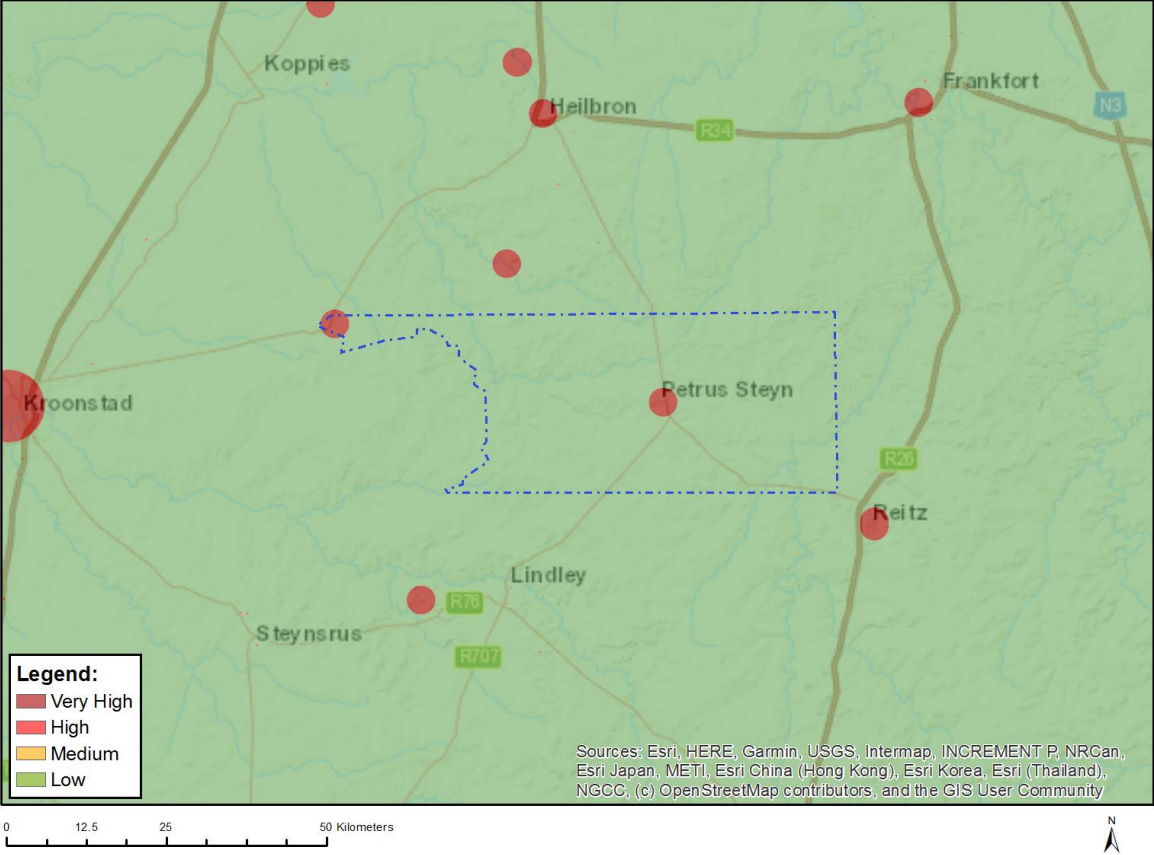 Koppies
Frankfort
Heilbron
N3
R34
Petrus Steyn
Kroonstad
R26
Reitz
Lindley
R76
Steynsrus
R707
Legend:
Very High
High
Medium
Low
Sources: Esri, HERE, Garmin, USGS, Intermap, INCREMENT P, NRCan,
Esri Japan, METI, Esri China (Hong Kong), Esri Korea, Esri (Thailand),
NGCC, (c) OpenStreetMap contributors, and the GIS User Community
0 12.5 25 50 Kilometers
N